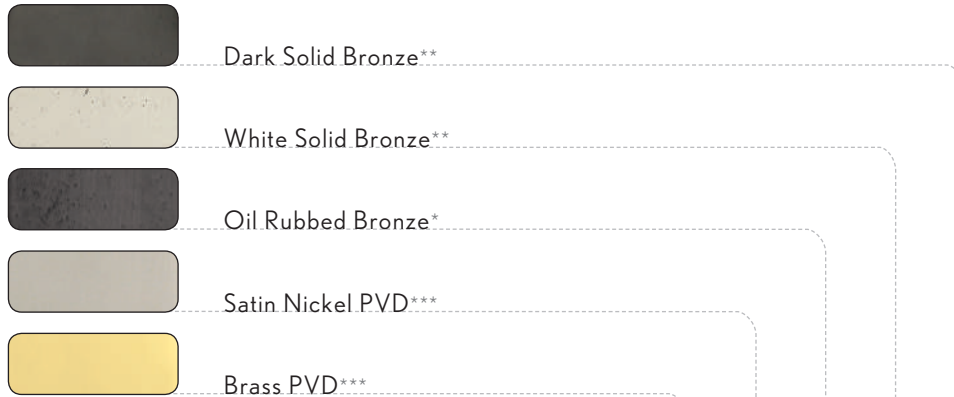 Dark Solid Bronze**
White Solid Bronze**
Oil Rubbed Bronze*
Satin Nickel PVD***
Brass PVD***